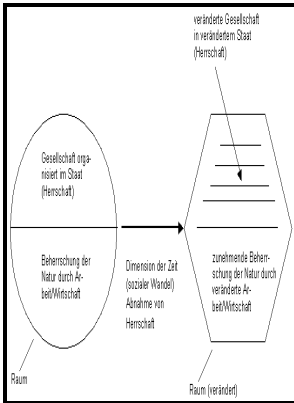 veränderte Gesellschaft
in verändertem Staat
(Herrschaft)
Gesellschaft orga-
nisiert im Staat
(Herrschaft)
Beherrschung der
Natur durch Ar-
beit/Wirtschaft
Raum
Dimension der Zeit
(sozialer Wandel)
Abnahme von
Herrschaft
zunehmende Beherr-
schung der Natur durch
veränderte Ar-
beit/Wirtschaft
Raum (verändert)